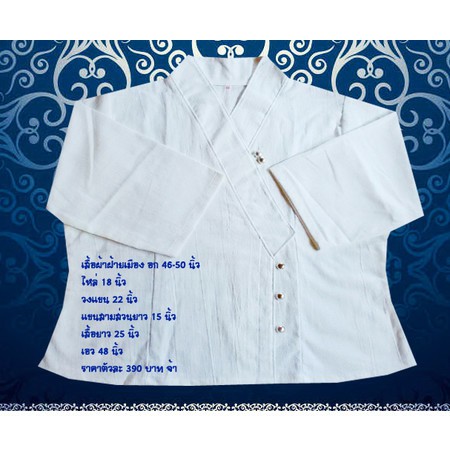 เสื้อผ้าฝ้ายเมือง อก 46-50 นิ้ว
ไหล่ 18 นิ้ว
วงแขน 22 นิ้ว
แขนสามส่วนยาว 15 นิ้ว
เสื้อยาว 25 นิ้ว
เอว 48 นิ้ว
ราคาตัวละ 390 บาท จ้า